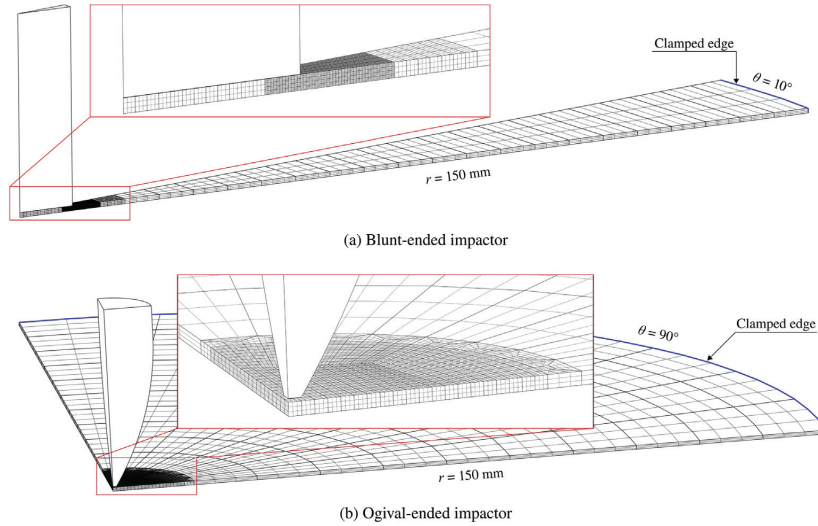 Clamped edge
θ = 10°
r = 150 mm
(a) Blunt-ended impactor
θ = 90°
Clamped edge
r = 150 mm
(b) Ogival-ended impactor